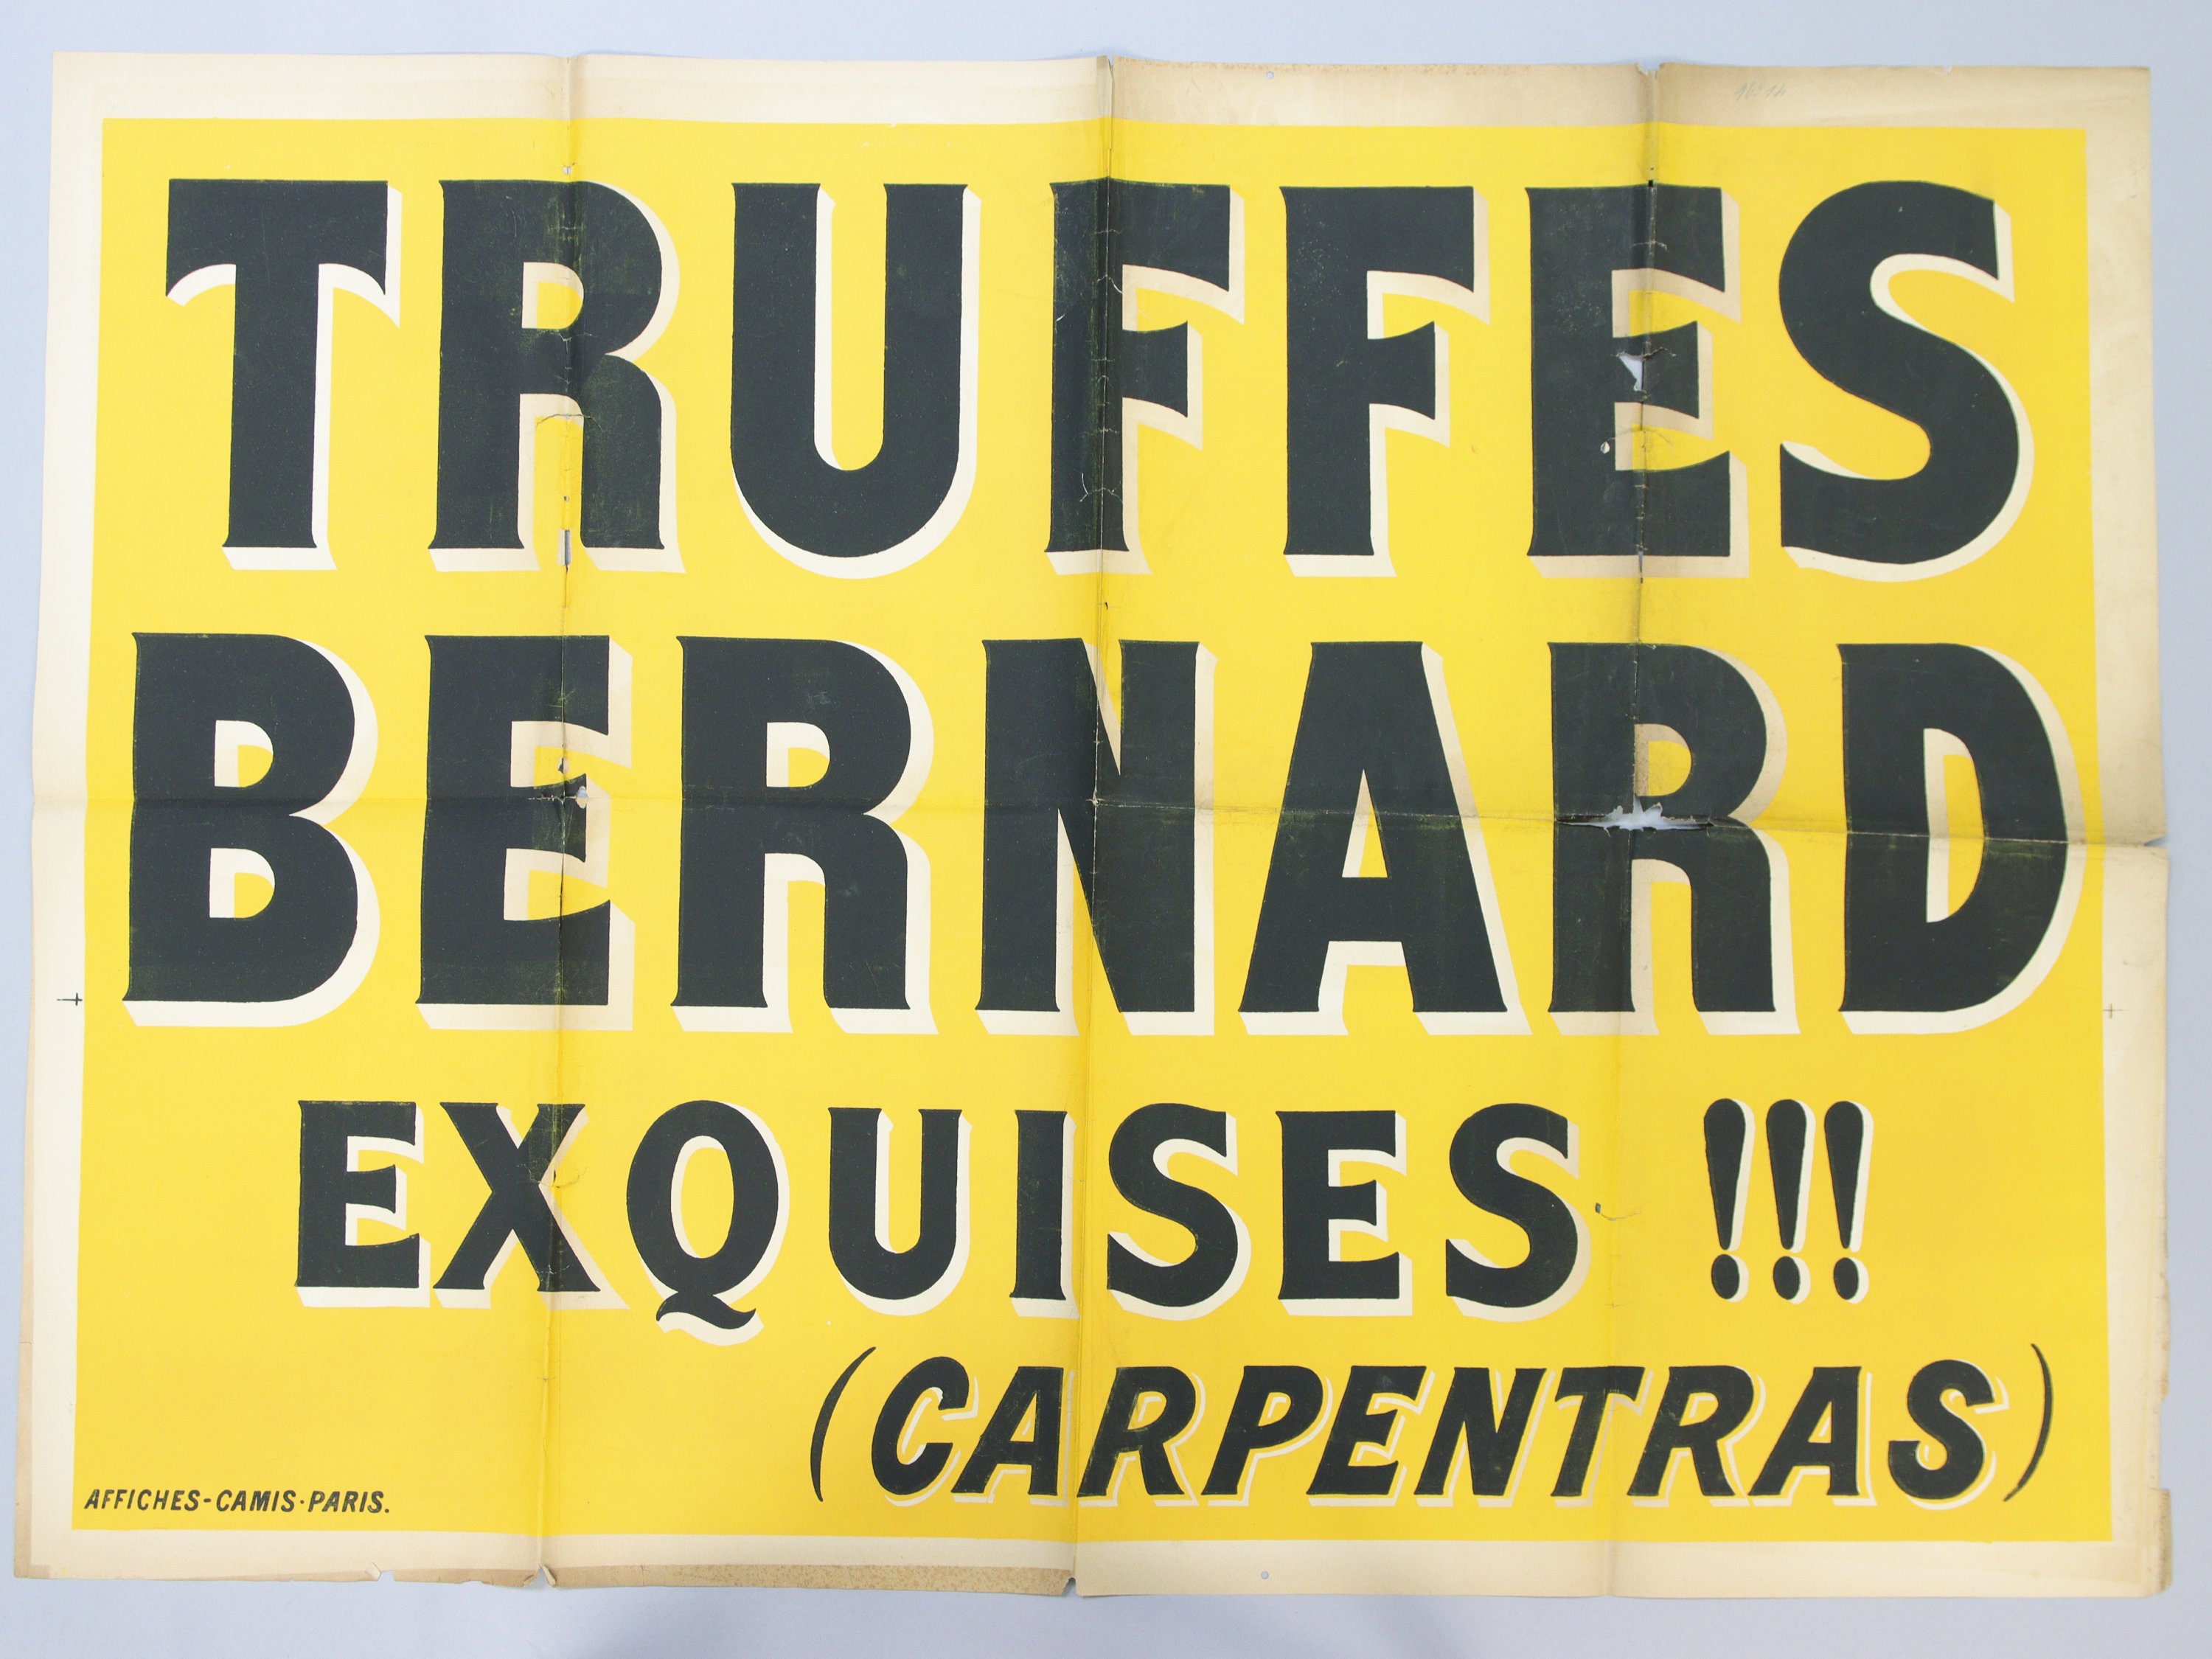 TRUFFES
BERNARD
EXQUISES !!!
(CARPENTRAS)
AFFICHES-CAMIS·PARIS.